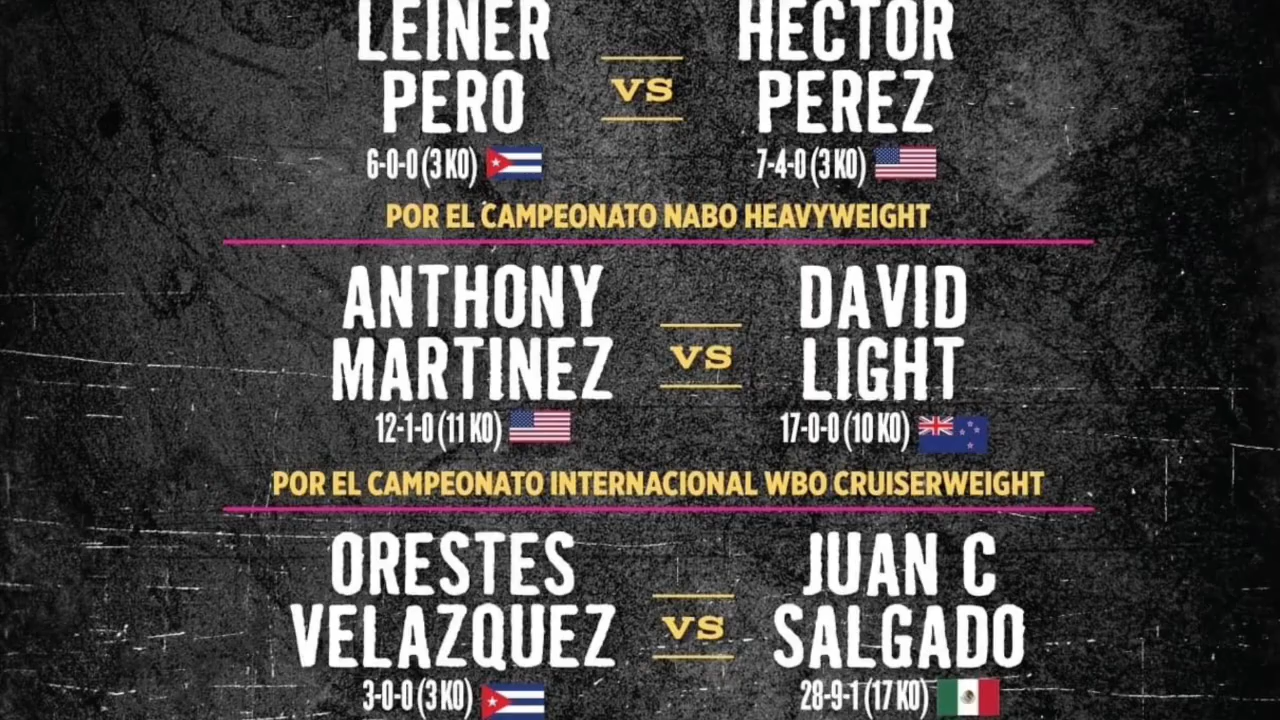 LEINER
PERO
VS
HECTOR
PEREZ
6-0-0 (3 KO)
7-4-0 (3 KO)
POR EL CAMPEONATO NABO HEAVYWEIGHT
ANTHONY
MARTINEZ
VS
DAVID
LIGHT
12-1-0 (11 KO)
17-0-0 (10 KO)
POR EL CAMPEONATO INTERNACIONAL WBO CRUISERWEIGHT
ORESTES
VELAZQUEZ
VS
JUAN C
SALGADO
3-0-0 (3 KO)
28-9-1 (17 KO)